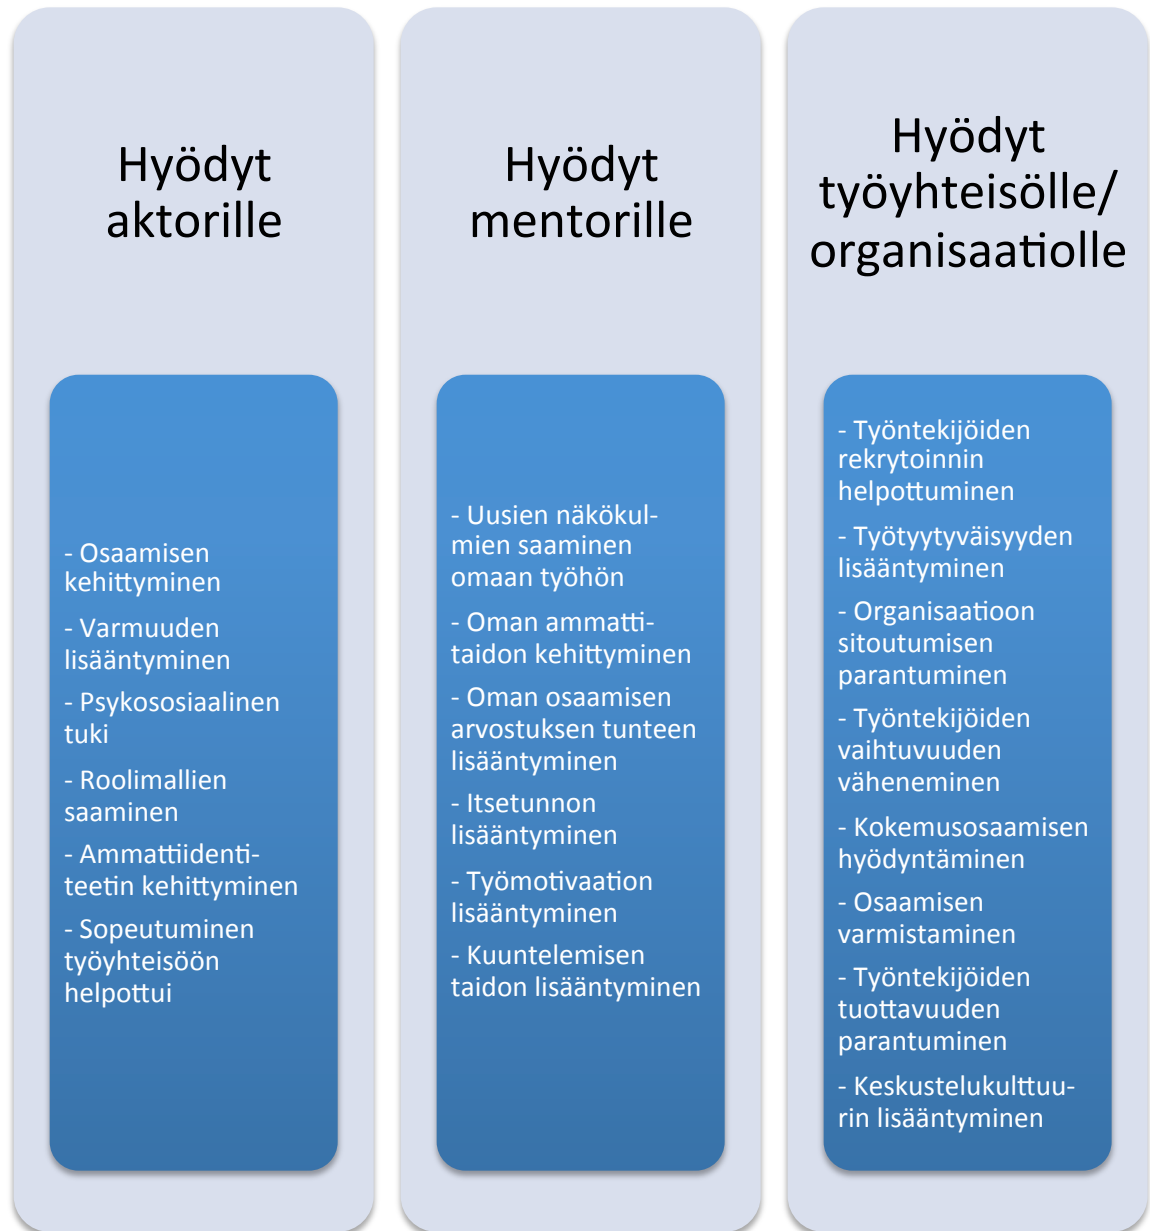 Hyödyt
aktorille
- Osaamisen
kehittyminen
- Varmuuden
lisääntyminen
- Psykososiaalinen
tuki
- Roolimallien
saaminen
- Ammattiidenti-
teetin kehittyminen
- Sopeutuminen
työyhteisöön
helpottui
Hyödyt
mentorille
- Uusien näkökul-
mien saaminen
omaan työhön
- Oman ammatti-
taidon kehittyminen
- Oman osaamisen
arvostuksen tunteen
lisääntyminen
- Itsetunnon
lisääntyminen
- Työmotivaation
lisääntyminen
- Kuuntelemisen
taidon lisääntyminen
Hyödyt
työyhteisölle/
organisaatiolle
- Työntekijöiden
rekrytoinnin
helpottuminen
- Työtyytyväisyyden
lisääntyminen
- Organisaatioon
sitoutumisen
parantuminen
- Työntekijöiden
vaihtuvuuden
väheneminen
- Kokemusosaamisen
hyödyntäminen
- Osaamisen
varmistaminen
- Työntekijöiden
tuottavuuden
parantuminen
- Keskustelukulttuu-
rin lisääntyminen